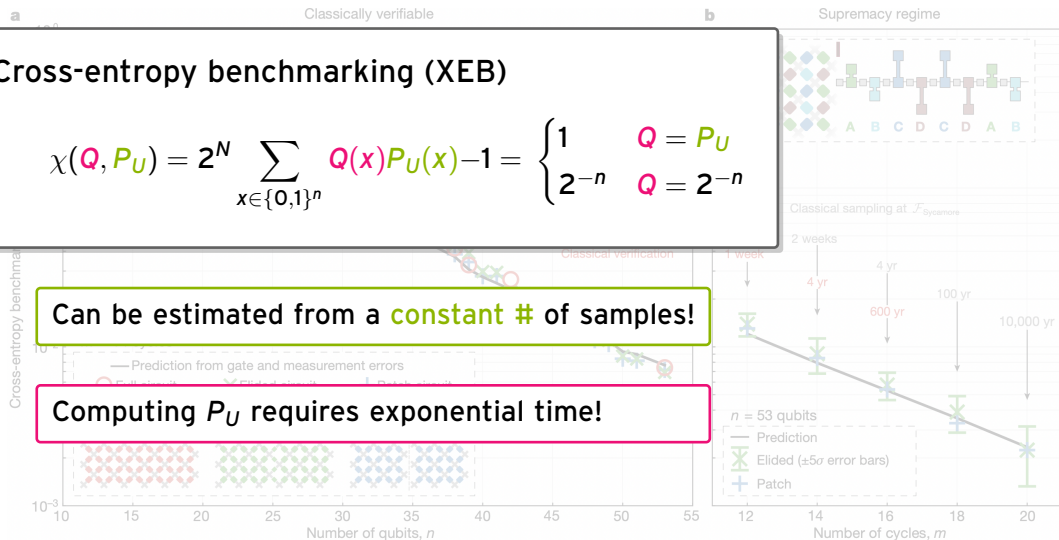 a Classically verifiable
b Supremacy regime
Cross-entropy benchmarking (XEB)
χ(Q, P_U) = 2^N ∑_{x∈{0,1}^n} Q(x)P_U(x)−1 = { 1 Q = P_U
2^{−n} Q = 2^{−n}
A B C D C D A B
Classical sampling at F_Sycamore
Classical verification
1 week
2 weeks
4 yr
4 yr
600 yr
100 yr
10,000 yr
Can be estimated from a constant # of samples!
Prediction from gate and measurement errors
Computing P_U requires exponential time!
n = 53 qubits
Prediction
Elided (±5σ error bars)
Patch
10^{−3}
10 15 20 25 30 35 40 45 50 55
12 14 16 18 20
Number of qubits, n
Number of cycles, m